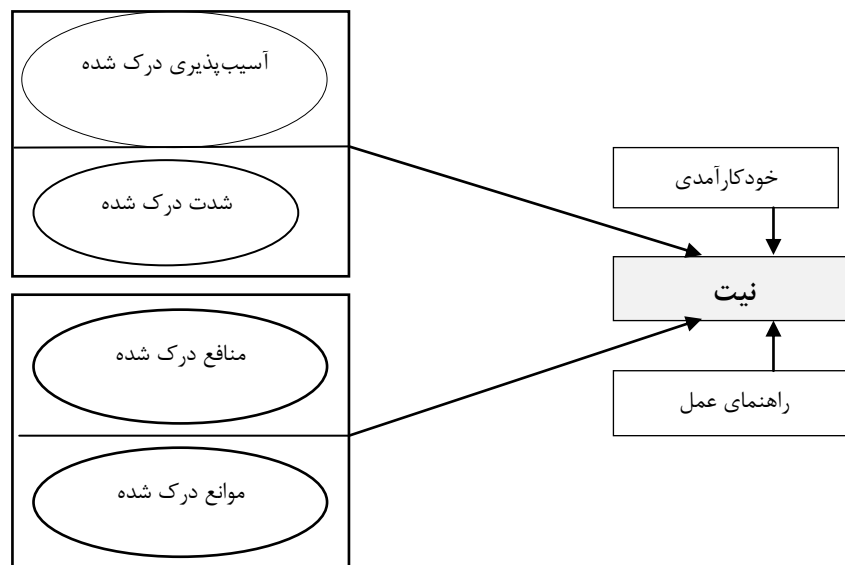 آسیب‌پذیری درک شده
شدت درک شده
منافع درک شده
موانع درک شده
خودکارآمدی
نیت
راهنمای عمل